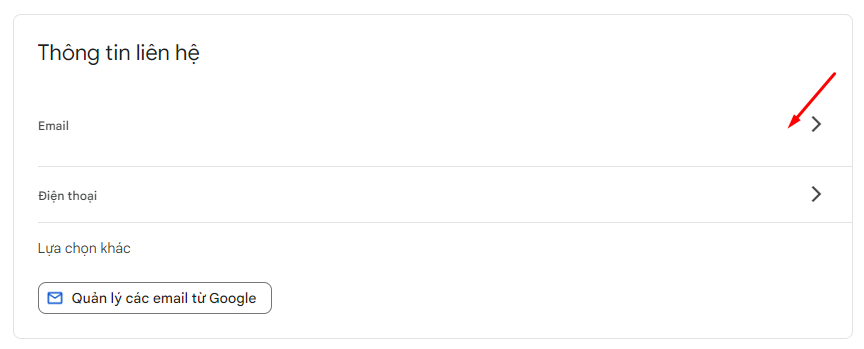 Thông tin liên hệ
Email
Điện thoại
Lựa chọn khác
Quản lý các email từ Google